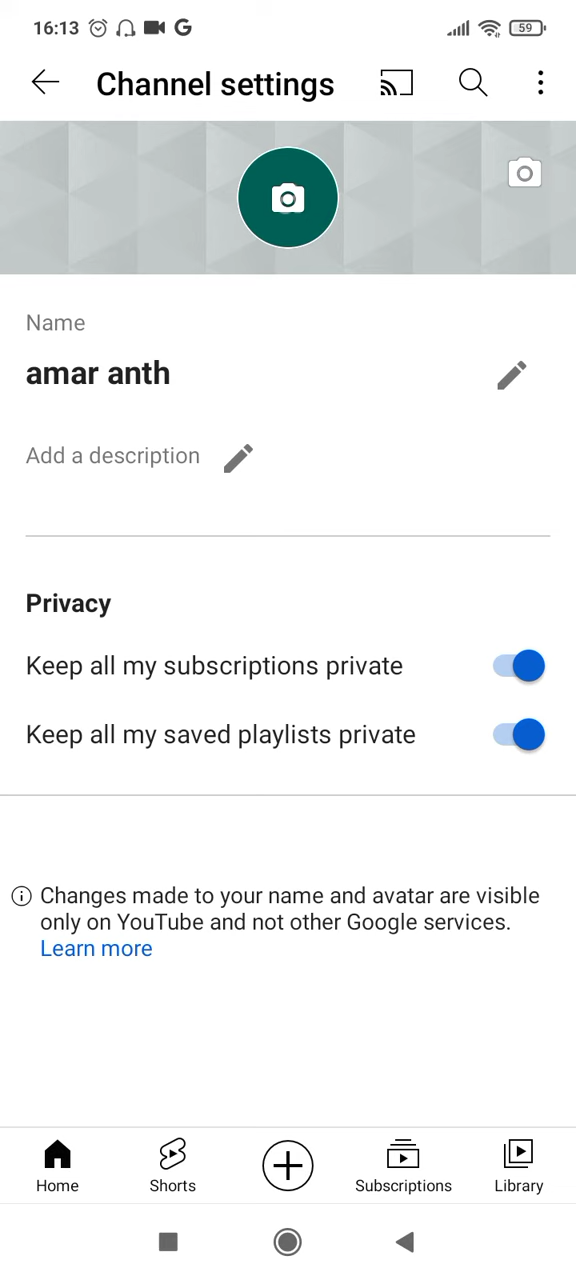 16:13 G 59
Channel settings
Name
amar anth
Add a description
Privacy
Keep all my subscriptions private
Keep all my saved playlists private
Changes made to your name and avatar are visible
only on YouTube and not other Google services.
Learn more
Home Shorts Subscriptions Library